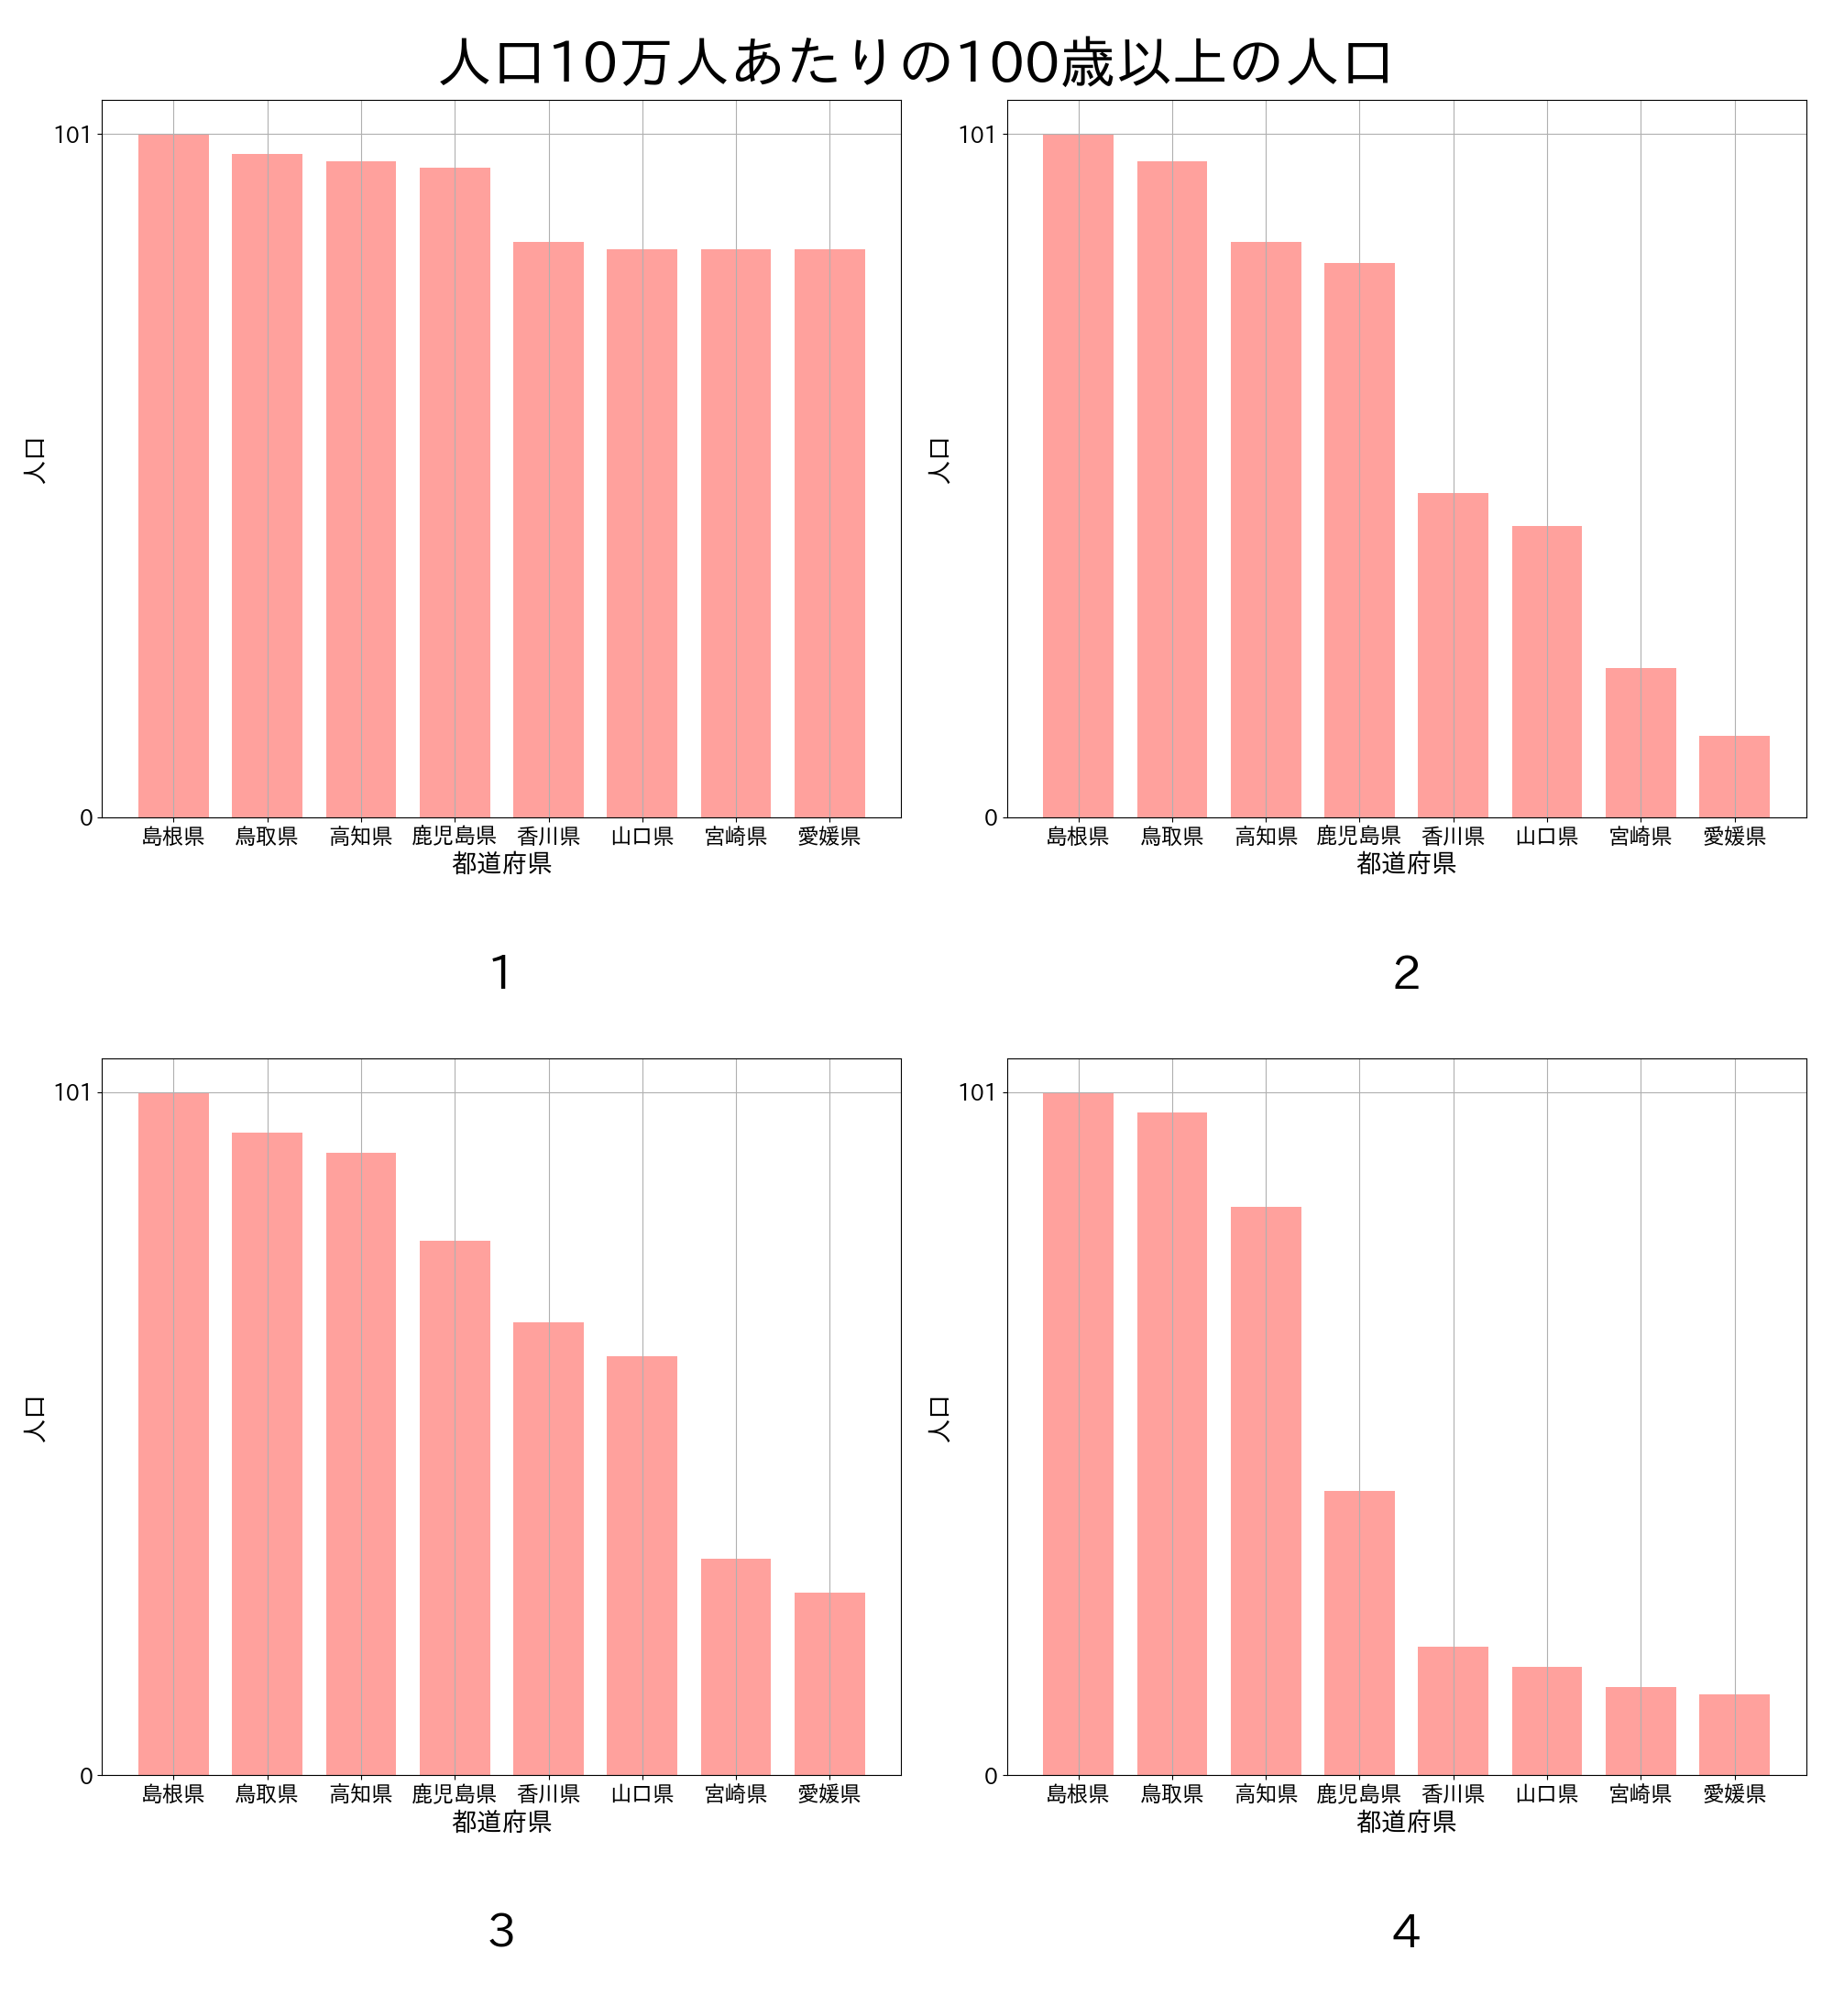 人口10万人あたりの100歳以上の人口
101
人口
0
島根県 鳥取県 高知県 鹿児島県 香川県 山口県 宮崎県 愛媛県
都道府県
1
101
人口
0
島根県 鳥取県 高知県 鹿児島県 香川県 山口県 宮崎県 愛媛県
都道府県
2
101
人口
0
島根県 鳥取県 高知県 鹿児島県 香川県 山口県 宮崎県 愛媛県
都道府県
3
101
人口
0
島根県 鳥取県 高知県 鹿児島県 香川県 山口県 宮崎県 愛媛県
都道府県
4